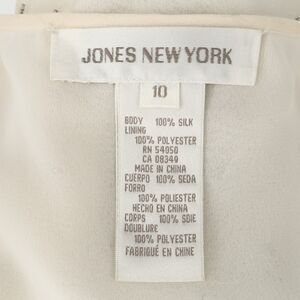 JONES NEW YORK
10
BODY 100% SILK
LINING
100% POLYESTER
RN 54050
CA 08349
MADE IN CHINA
CUERPO 100% SEDA
FORRO
100% POLIESTER
HECHO EN CHINA
CORPS 100% SOIE
DOUBLURE
100% POLYESTER
FABRIQUÉ EN CHINE